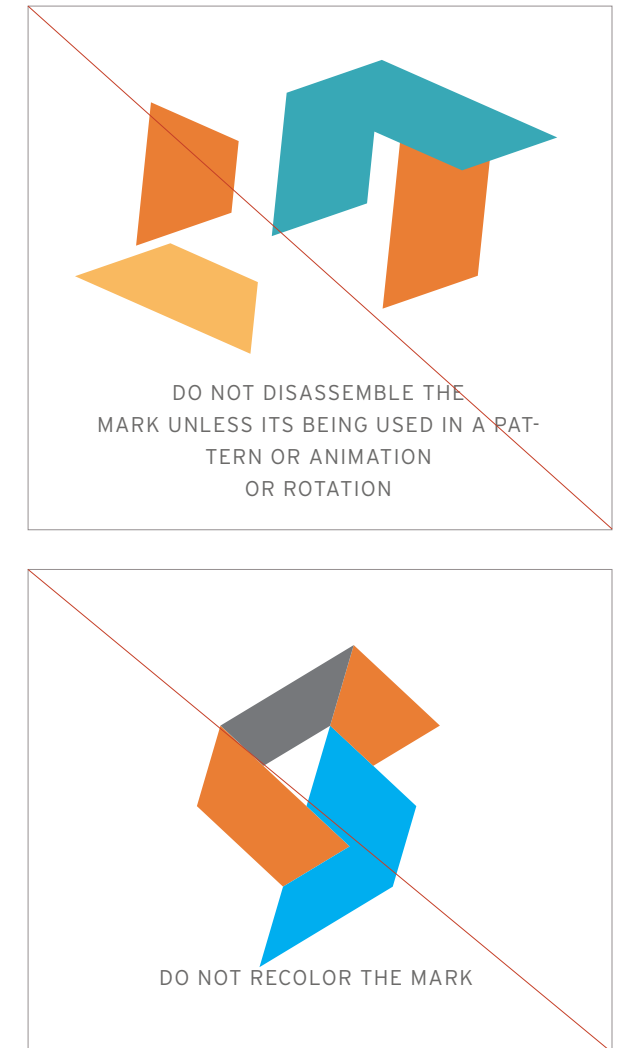 DO NOT DISASSEMBLE THE
MARK UNLESS ITS BEING USED IN A PAT-
TERN OR ANIMATION
OR ROTATION
DO NOT RECOLOR THE MARK